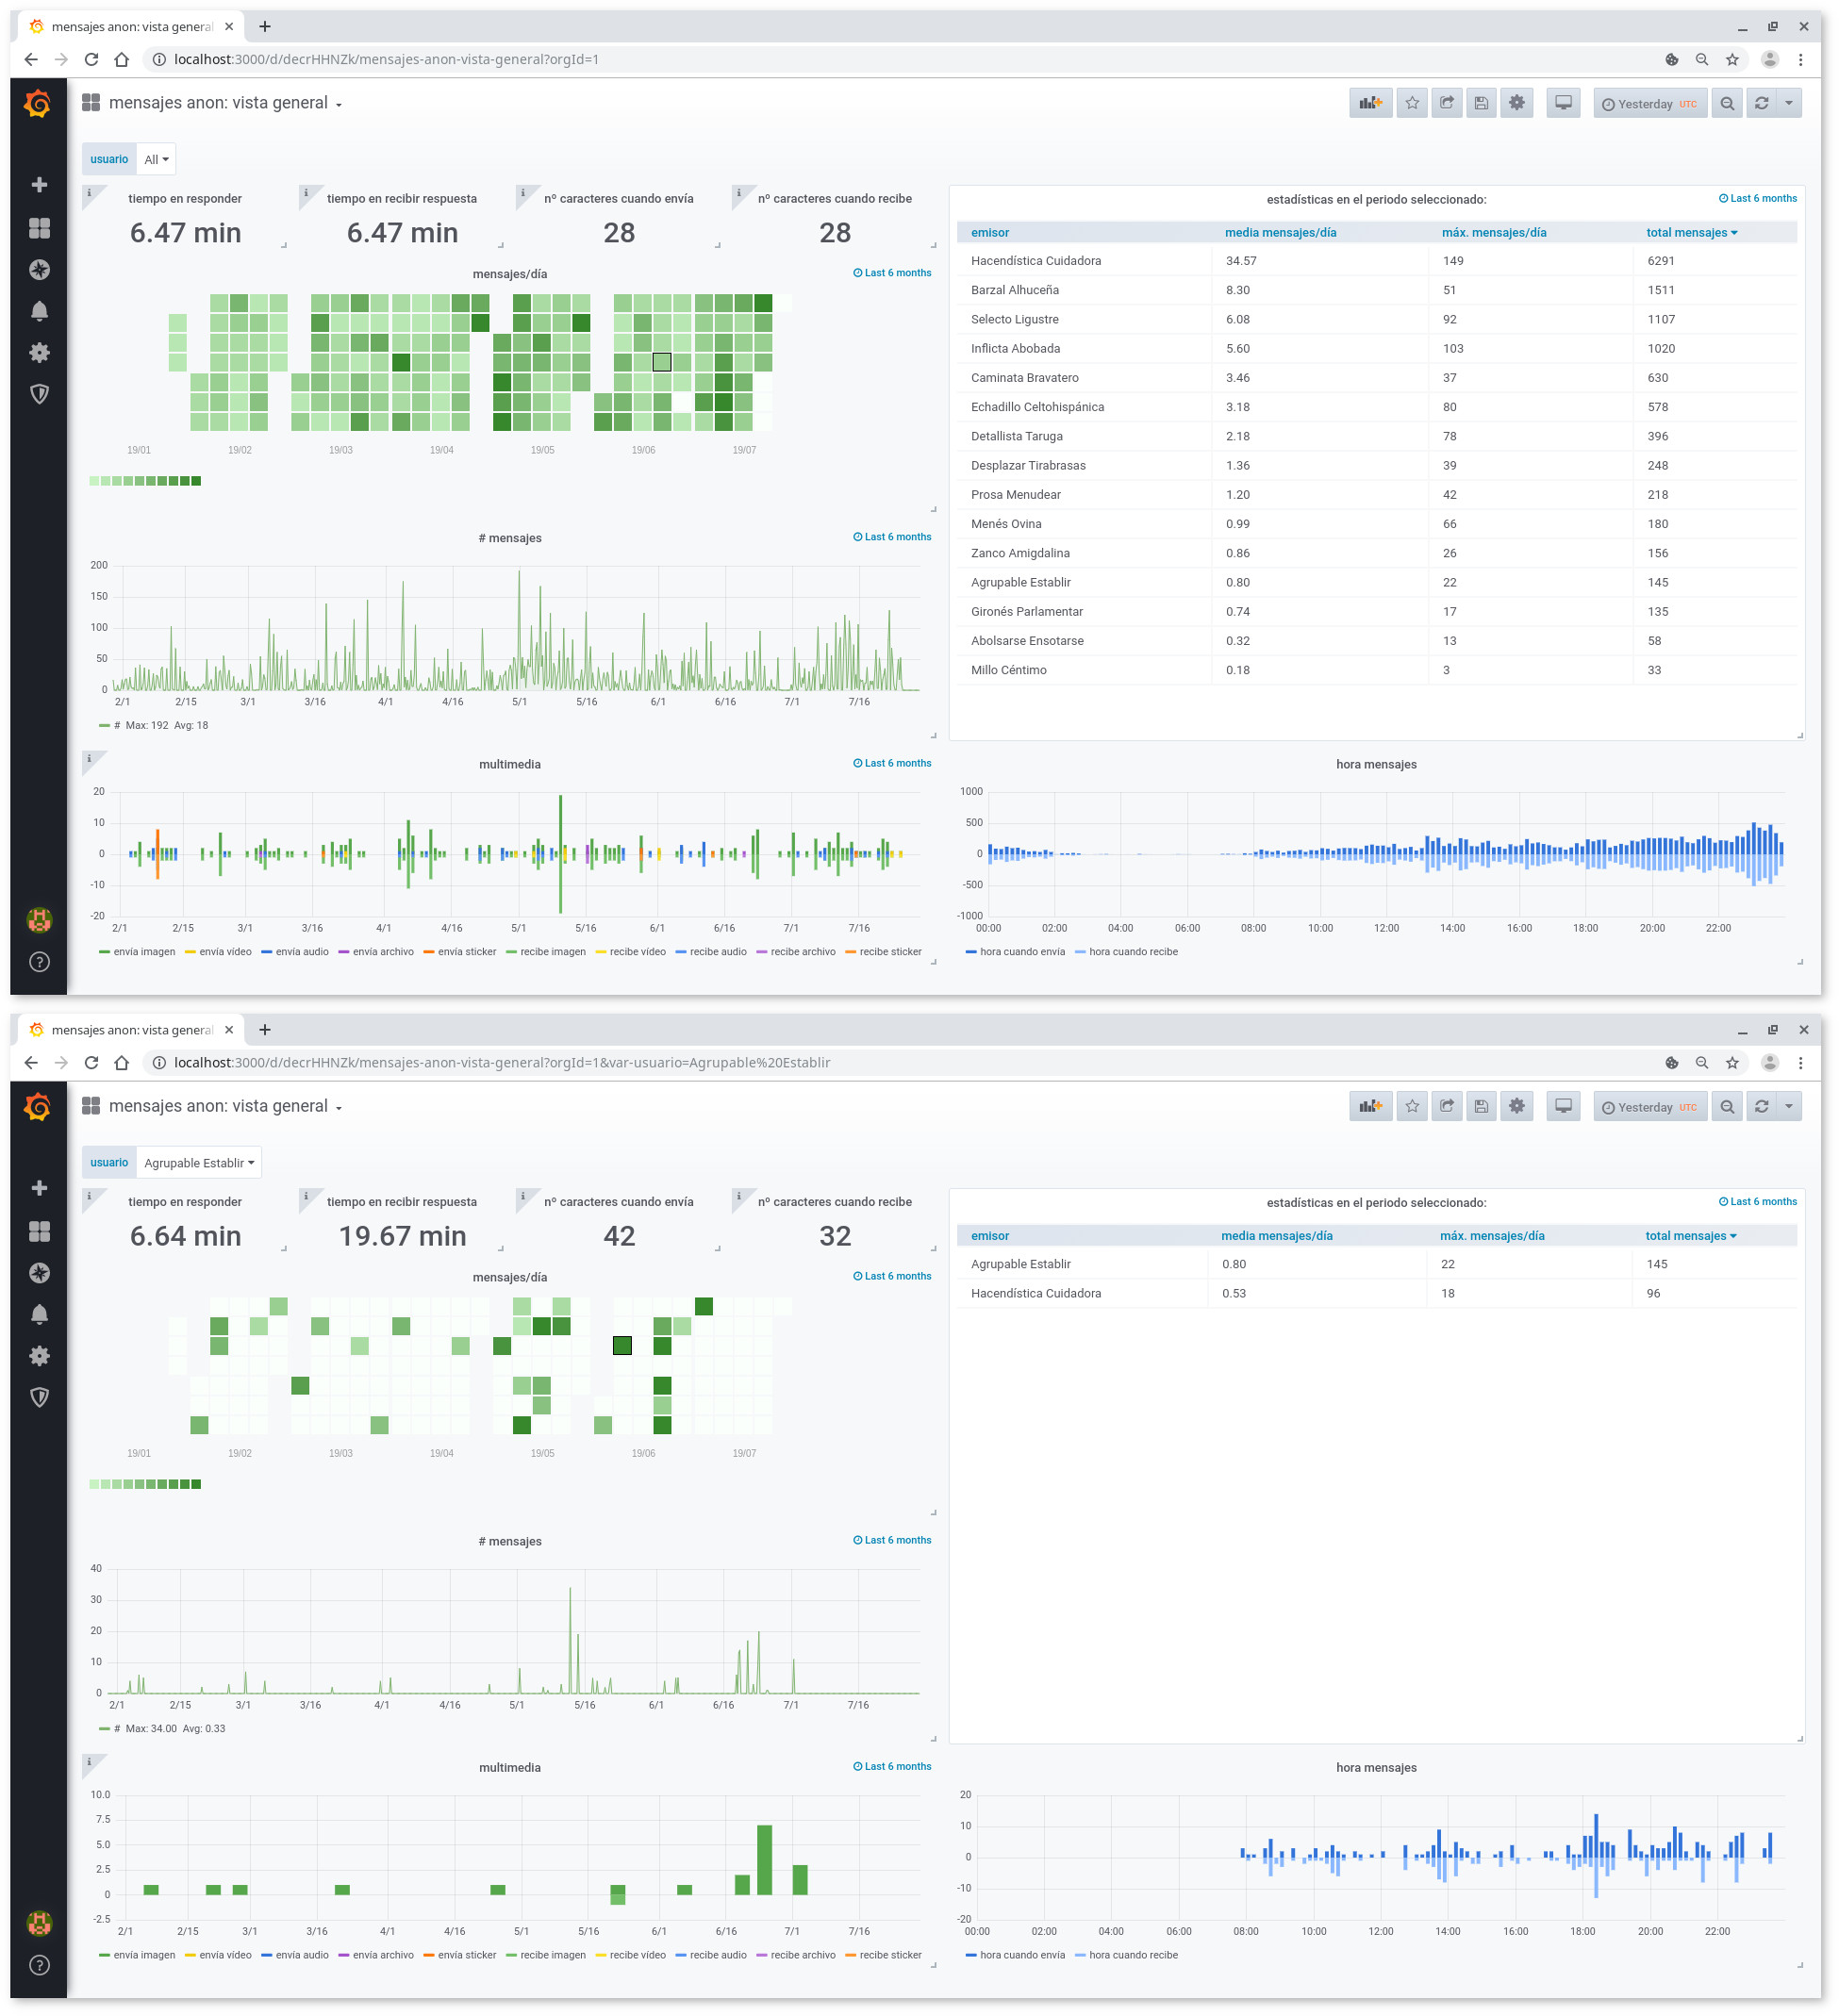 mensajes anon: vista general
localhost:3000/d/decrHHNZk/mensajes-anon-vista-general?orgId=1
mensajes anon: vista general
Yesterday UTC
usuario All
tiempo en responder
6.47 min
tiempo en recibir respuesta
6.47 min
nº caracteres cuando envía
28
nº caracteres cuando recibe
28
mensajes/día
Last 6 months
19/01 19/02 19/03 19/04 19/05 19/06 19/07
# mensajes
Last 6 months
200
150
100
50
0
2/1 2/15 3/1 3/16 4/1 4/16 5/1 5/16 6/1 6/16 7/1 7/16
# Max: 192 Avg: 18
estadísticas en el periodo seleccionado:
Last 6 months
emisor media mensajes/día máx. mensajes/día total mensajes
Hacendística Cuidadora 34.57 149 6291
Barzal Alhuceña 8.30 51 1511
Selecto Ligustre 6.08 92 1107
Inflicta Abobada 5.60 103 1020
Caminata Bravatero 3.46 37 630
Echadillo Celtohispánica 3.18 80 578
Detallista Taruga 2.18 78 396
Desplazar Tirabrasas 1.36 39 248
Prosa Menudear 1.20 42 218
Menés Ovina 0.99 66 180
Zanco Amigdalina 0.86 26 156
Agrupable Establir 0.80 22 145
Gironés Parlamentar 0.74 17 135
Abolsarse Ensotarse 0.32 13 58
Millo Céntimo 0.18 3 33
multimedia
Last 6 months
20
10
0
-10
-20
2/1 2/15 3/1 3/16 4/1 4/16 5/1 5/16 6/1 6/16 7/1 7/16
envía imagen envía vídeo envía audio envía archivo envía sticker recibe imagen recibe vídeo recibe audio recibe archivo recibe sticker
hora mensajes
1000
500
0
-500
-1000
00:00 02:00 04:00 06:00 08:00 10:00 12:00 14:00 16:00 18:00 20:00 22:00
hora cuando envía hora cuando recibe
mensajes anon: vista general
localhost:3000/d/decrHHNZk/mensajes-anon-vista-general?orgId=1&var-usuario=Agrupable%20Establir
mensajes anon: vista general
Yesterday UTC
usuario Agrupable Establir
tiempo en responder
6.64 min
tiempo en recibir respuesta
19.67 min
nº caracteres cuando envía
42
nº caracteres cuando recibe
32
mensajes/día
Last 6 months
19/01 19/02 19/03 19/04 19/05 19/06 19/07
# mensajes
Last 6 months
40
30
20
10
0
2/1 2/15 3/1 3/16 4/1 4/16 5/1 5/16 6/1 6/16 7/1 7/16
# Max: 34.00 Avg: 0.33
estadísticas en el periodo seleccionado:
Last 6 months
emisor media mensajes/día máx. mensajes/día total mensajes
Agrupable Establir 0.80 22 145
Hacendística Cuidadora 0.53 18 96
multimedia
Last 6 months
10.0
7.5
5.0
2.5
0
-2.5
2/1 2/15 3/1 3/16 4/1 4/16 5/1 5/16 6/1 6/16 7/1 7/16
envía imagen envía vídeo envía audio envía archivo envía sticker recibe imagen recibe vídeo recibe audio recibe archivo recibe sticker
hora mensajes
20
10
0
-10
-20
00:00 02:00 04:00 06:00 08:00 10:00 12:00 14:00 16:00 18:00 20:00 22:00
hora cuando envía hora cuando recibe